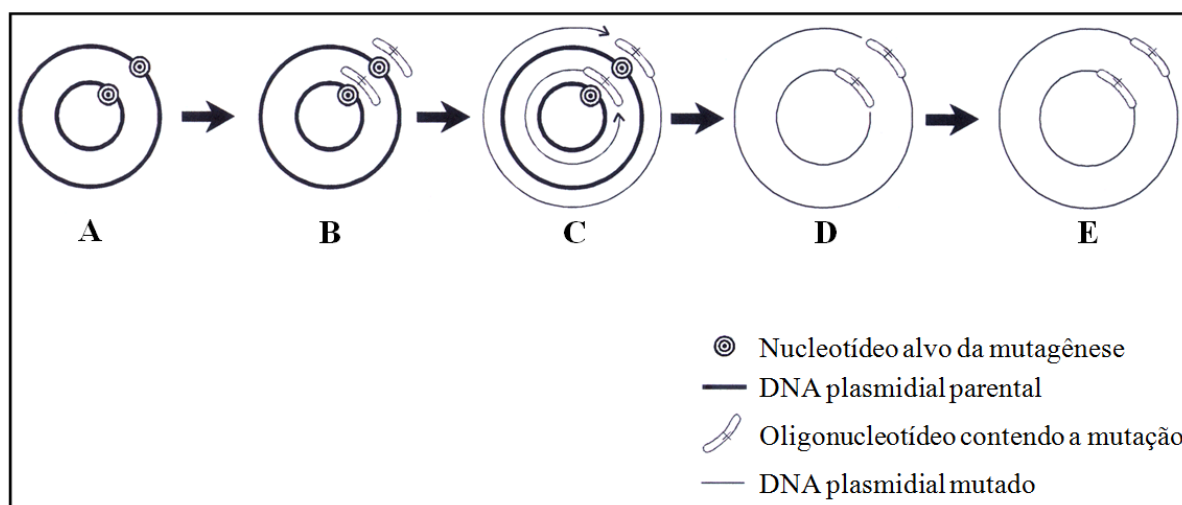 A B C D E
Nucleotídeo alvo da mutagênese
DNA plasmidial parental
Oligonucleotídeo contendo a mutação
DNA plasmidial mutado